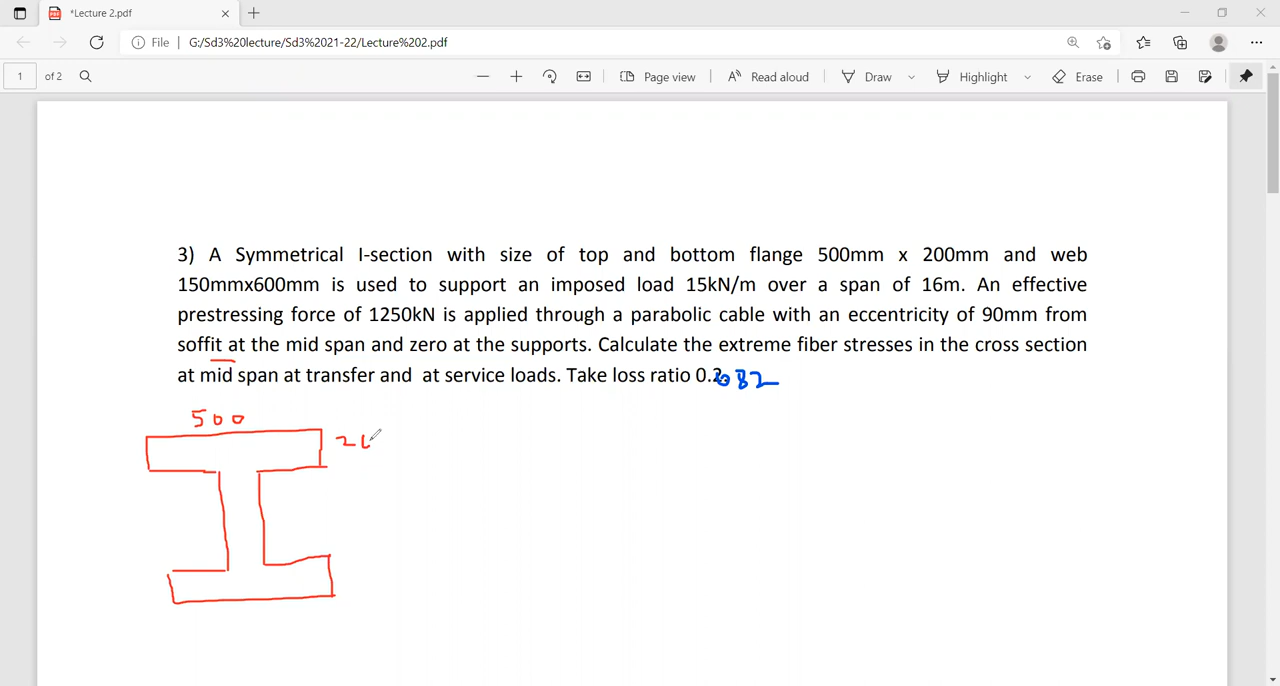 *Lecture 2.pdf
File G:/Sd3%20lecture/Sd3%2021-22/Lecture%202.pdf
1 of 2 Page view Read aloud Draw Highlight Erase
3) A Symmetrical I-section with size of top and bottom flange 500mm x 200mm and web
150mmx600mm is used to support an imposed load 15kN/m over a span of 16m. An effective
prestressing force of 1250kN is applied through a parabolic cable with an eccentricity of 90mm from
soffit at the mid span and zero at the supports. Calculate the extreme fiber stresses in the cross section
at mid span at transfer and at service loads. Take loss ratio 0.2
500